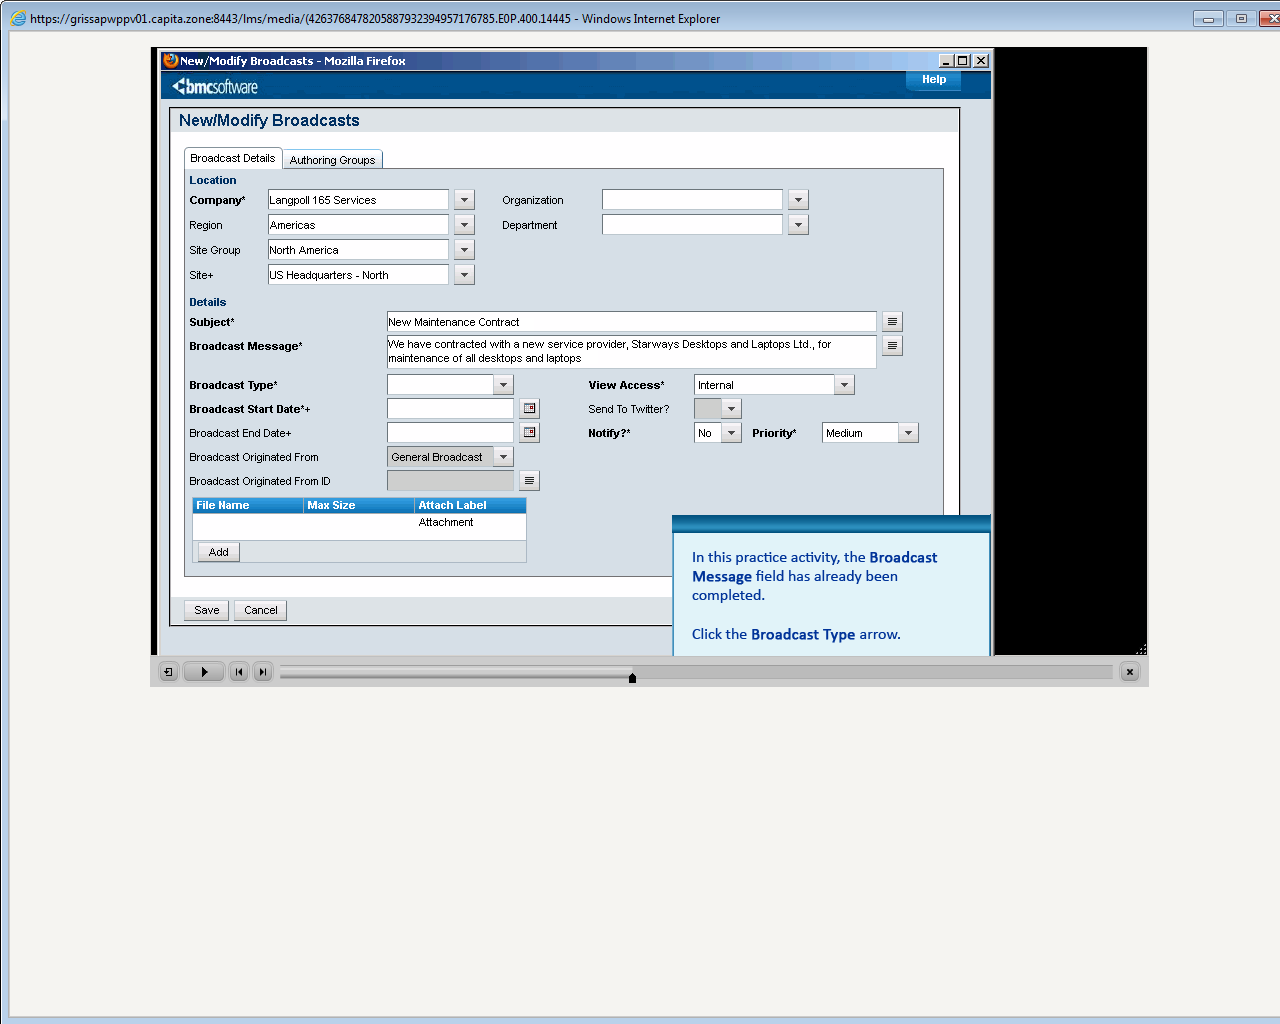 https://grissapwppv01.capita.zone:8443/lms/media/(4263768478205887932394957176785.E0P.400.14445 - Windows Internet Explorer
New/Modify Broadcasts - Mozilla Firefox
bmcsoftware
Help
New/Modify Broadcasts
Broadcast Details
Authoring Groups
Location
Company* Langpoll 165 Services Organization
Region Americas Department
Site Group North America
Site+ US Headquarters - North
Details
Subject* New Maintenance Contract
Broadcast Message* We have contracted with a new service provider, Starways Desktops and Laptops Ltd., for
maintenance of all desktops and laptops
Broadcast Type* View Access* Internal
Broadcast Start Date*+ Send To Twitter?
Broadcast End Date+ Notify?* No Priority* Medium
Broadcast Originated From General Broadcast
Broadcast Originated From ID
File Name Max Size Attach Label
Attachment
Add
Save Cancel
In this practice activity, the Broadcast
Message field has already been
completed.
Click the Broadcast Type arrow.